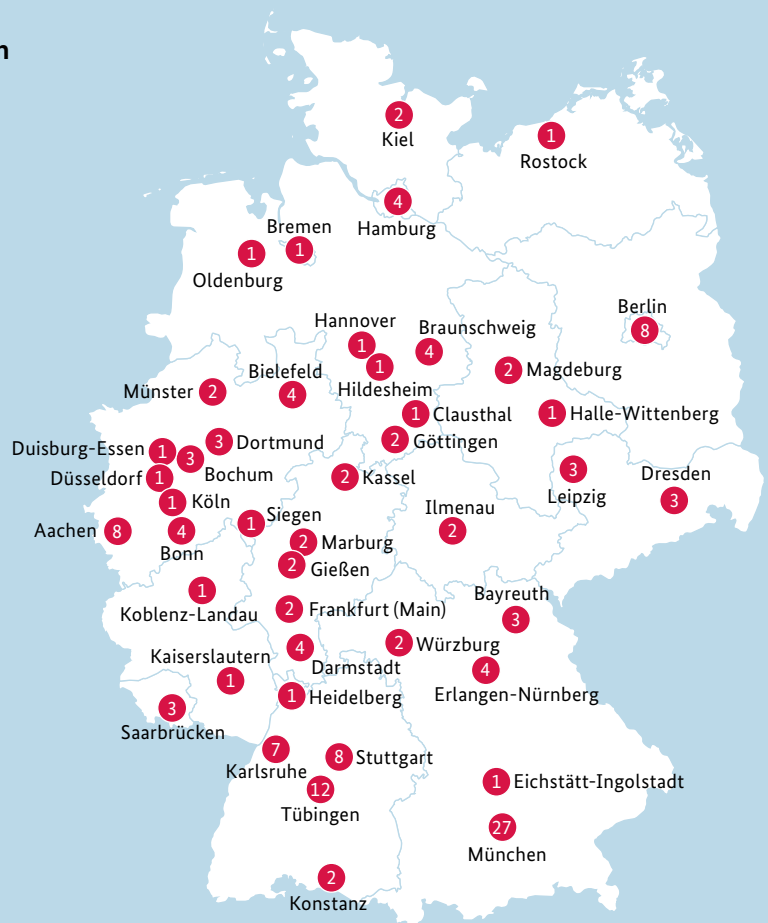 n
2
Kiel
1
Rostock
4
Hamburg
Bremen
1
1
Oldenburg
Berlin
8
Hannover
1
Braunschweig
4
1
Hildesheim
2 Magdeburg
Bielefeld
4
Münster 2
1 Clausthal
1 Halle-Wittenberg
2 Göttingen
3 Dortmund
Duisburg-Essen 1
3
Bochum
Düsseldorf 1
2 Kassel
3
Leipzig
Dresden
3
1 Köln
Ilmenau
2
Siegen
1
Aachen 8
4
Bonn
2 Marburg
2
Gießen
1
Koblenz-Landau
2 Frankfurt (Main)
Bayreuth
3
2 Würzburg
4
Darmstadt
Kaiserslautern
1
4
Erlangen-Nürnberg
1 Heidelberg
3
Saarbrücken
7
Karlsruhe
8 Stuttgart
12
Tübingen
1 Eichstätt-Ingolstadt
27
München
2
Konstanz